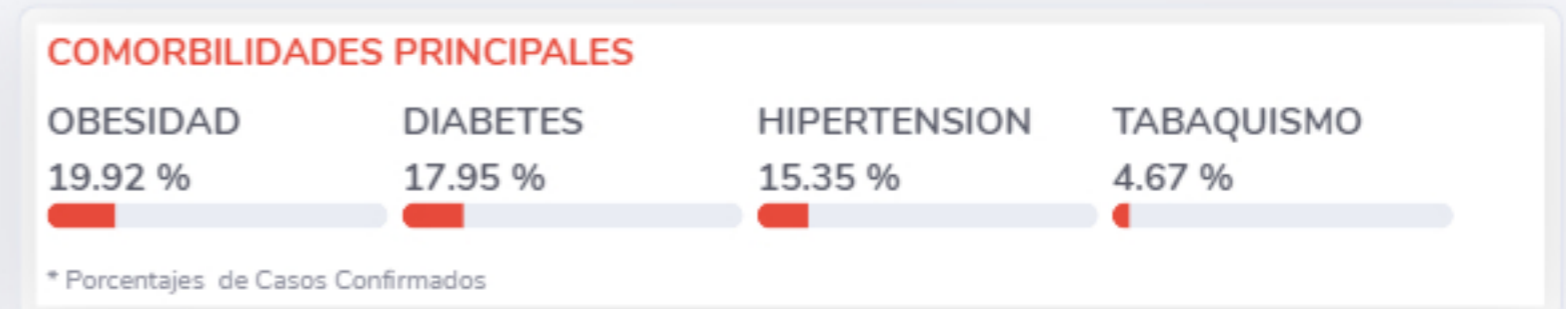 COMORBILIDADES PRINCIPALES
OBESIDAD DIABETES HIPERTENSION TABAQUISMO
19.92 % 17.95 % 15.35 % 4.67 %
* Porcentajes de Casos Confirmados